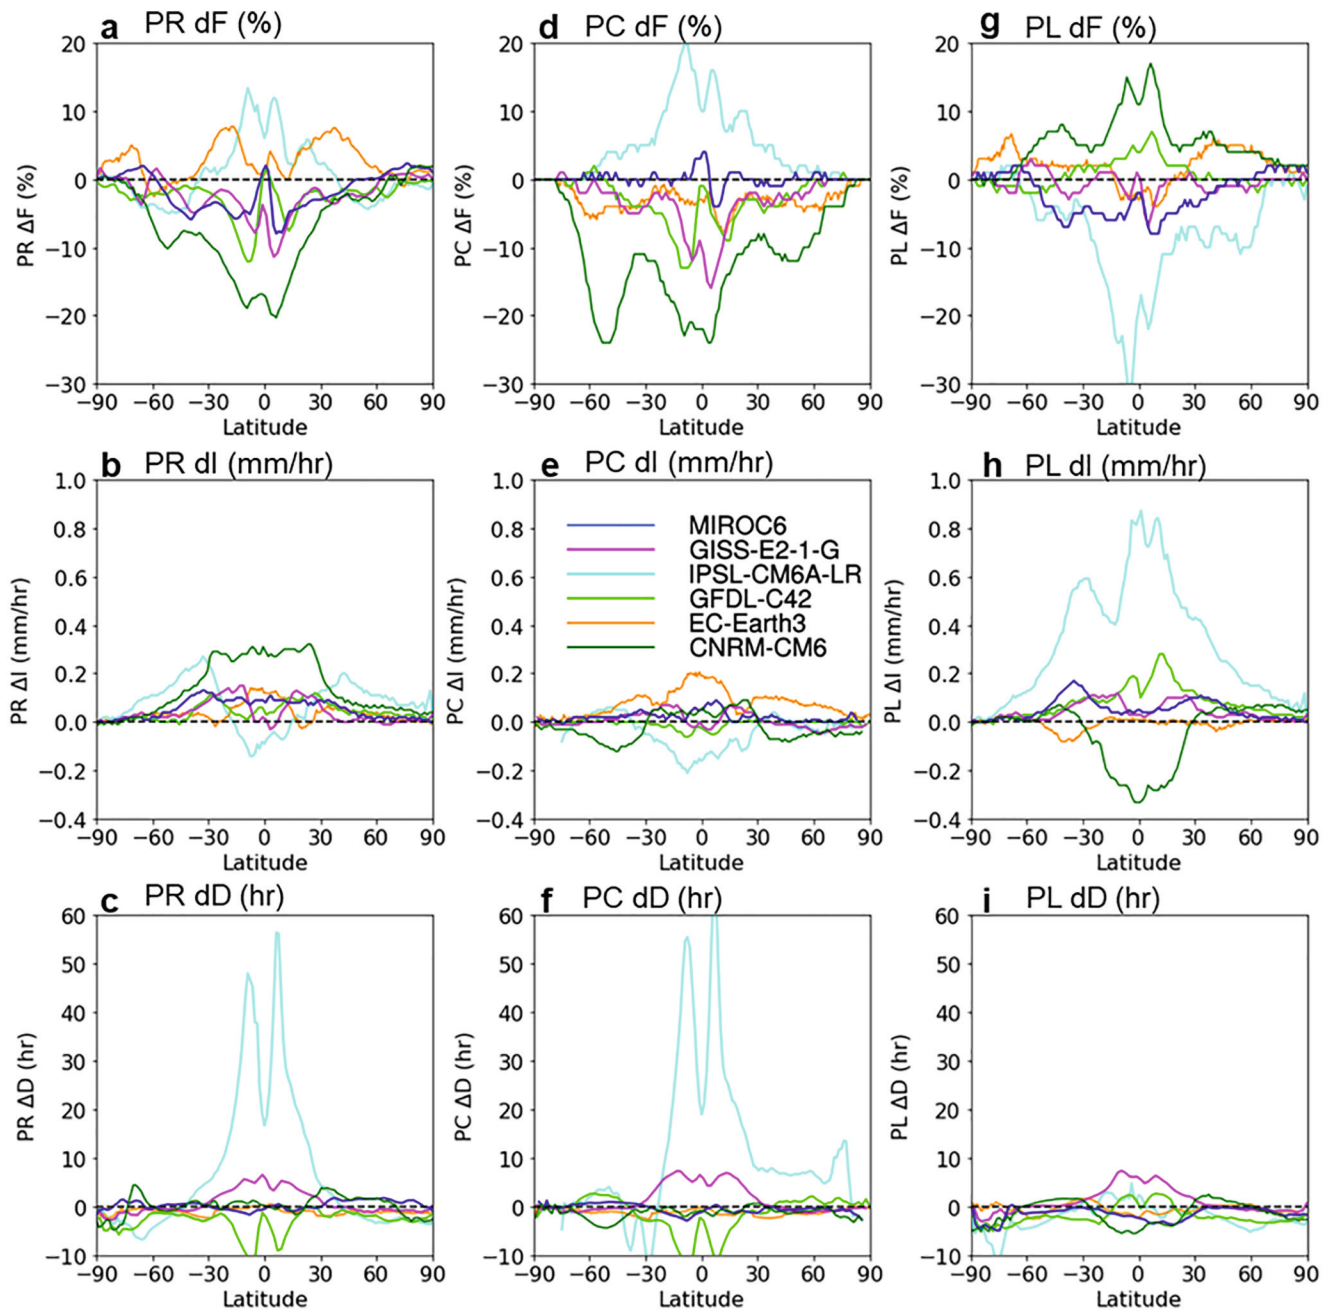 a PR dF (%)
d PC dF (%)
g PL dF (%)
20
10
0
−10
−20
−30
PR ΔF (%)
−90 −60 −30 0 30 60 90
Latitude
20
10
0
−10
−20
−30
PC ΔF (%)
−90 −60 −30 0 30 60 90
Latitude
20
10
0
−10
−20
−30
PL ΔF (%)
−90 −60 −30 0 30 60 90
Latitude
b PR dI (mm/hr)
e PC dI (mm/hr)
h PL dI (mm/hr)
1.0
0.8
0.6
0.4
0.2
0.0
−0.2
−0.4
PR ΔI (mm/hr)
−90 −60 −30 0 30 60 90
Latitude
1.0
0.8
0.6
0.4
0.2
0.0
−0.2
−0.4
PC ΔI (mm/hr)
MIROC6
GISS-E2-1-G
IPSL-CM6A-LR
GFDL-C42
EC-Earth3
CNRM-CM6
−90 −60 −30 0 30 60 90
Latitude
1.0
0.8
0.6
0.4
0.2
0.0
−0.2
−0.4
PL ΔI (mm/hr)
−90 −60 −30 0 30 60 90
Latitude
c PR dD (hr)
f PC dD (hr)
i PL dD (hr)
60
50
40
30
20
10
0
−10
PR ΔD (hr)
−90 −60 −30 0 30 60 90
Latitude
60
50
40
30
20
10
0
−10
PC ΔD (hr)
−90 −60 −30 0 30 60 90
Latitude
60
50
40
30
20
10
0
−10
PL ΔD (hr)
−90 −60 −30 0 30 60 90
Latitude